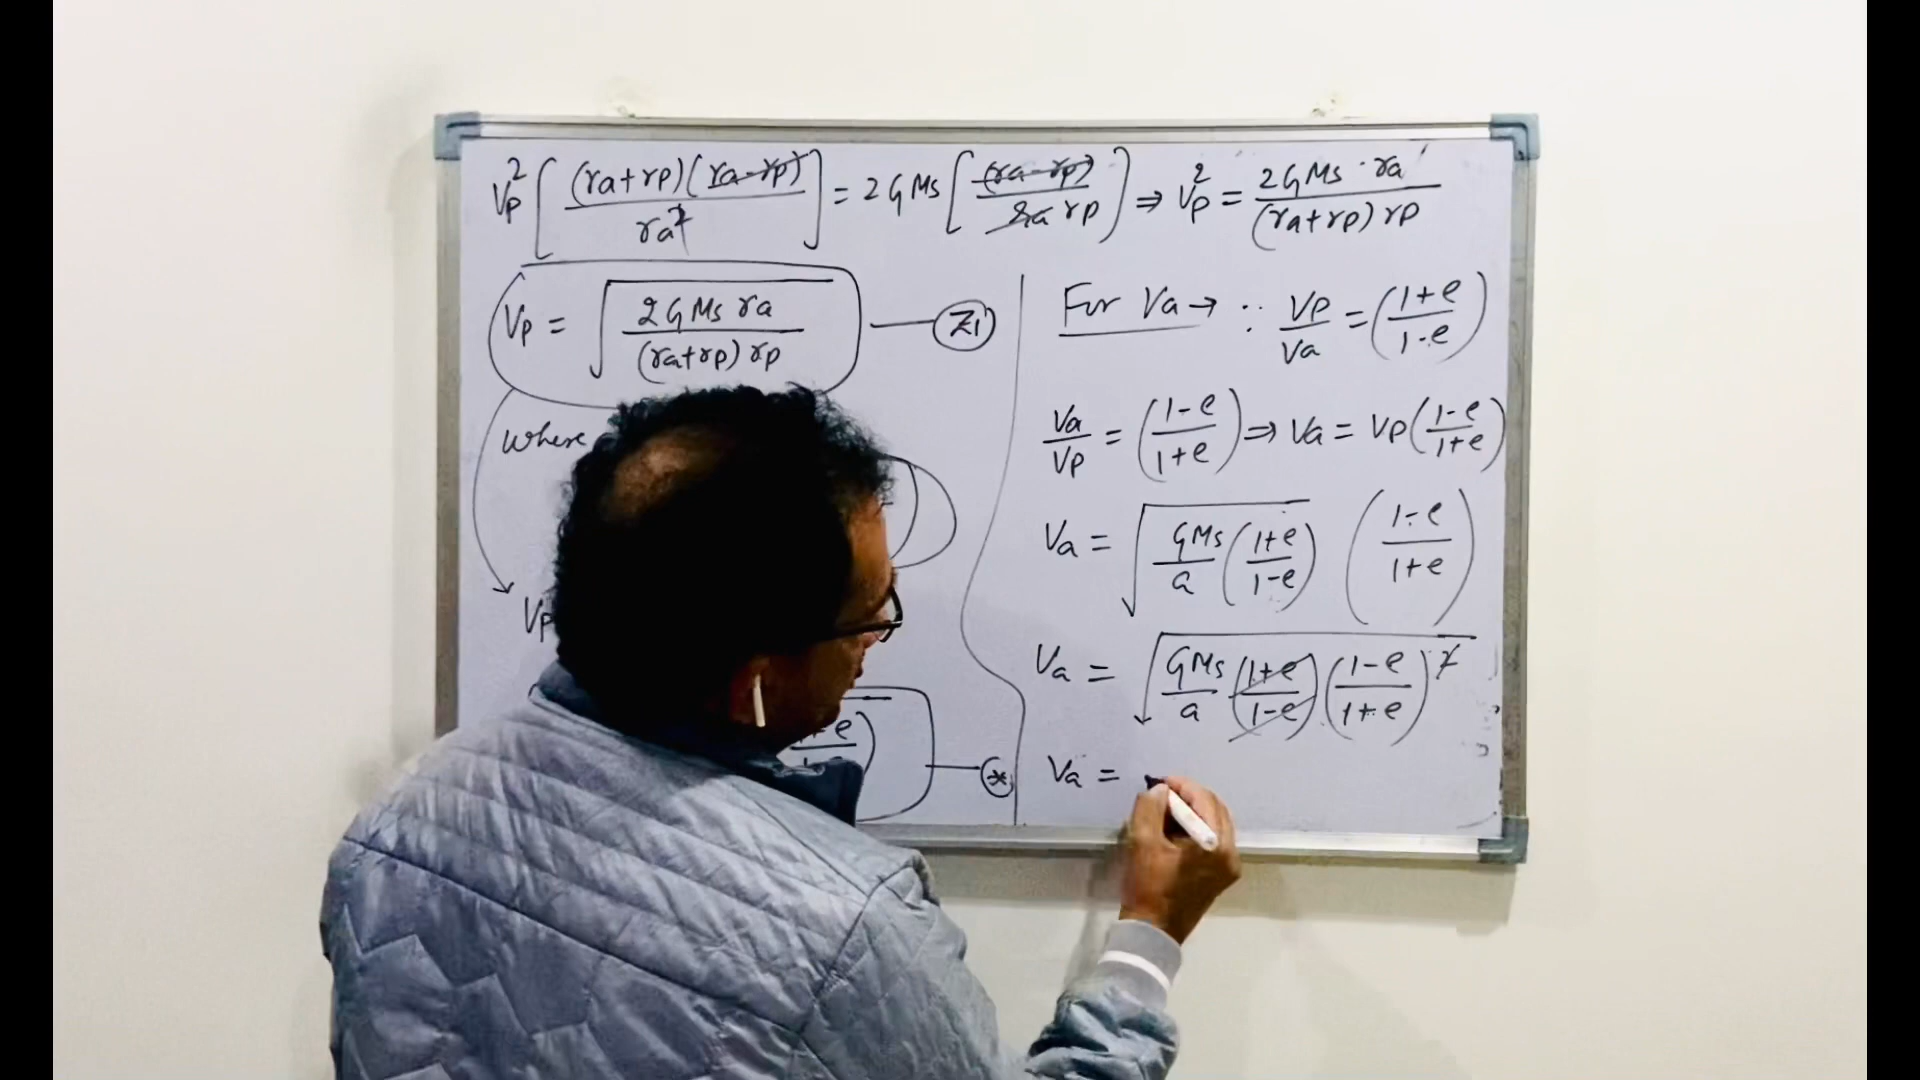 Vp² [ (ra+rp)(ra-rp) / ra² ] = 2GMs [ (ra-rp) / ra rp ] ⇒ Vp² = 2GMs · ra / (ra+rp) rp
Vp = √( 2GMs ra / (ra+rp) rp ) — Z1
where
Vp
+e
— *
For Va → ∵ Vp/Va = ( 1+e / 1-e )
Va/Vp = ( 1-e / 1+e ) ⇒ Va = Vp ( 1-e / 1+e )
Va = √( GMs/a ( 1+e / 1-e ) ) ( 1-e / 1+e )
Va = √( GMs/a ( 1+e / 1-e ) ( 1-e / 1+e )² )
Va =